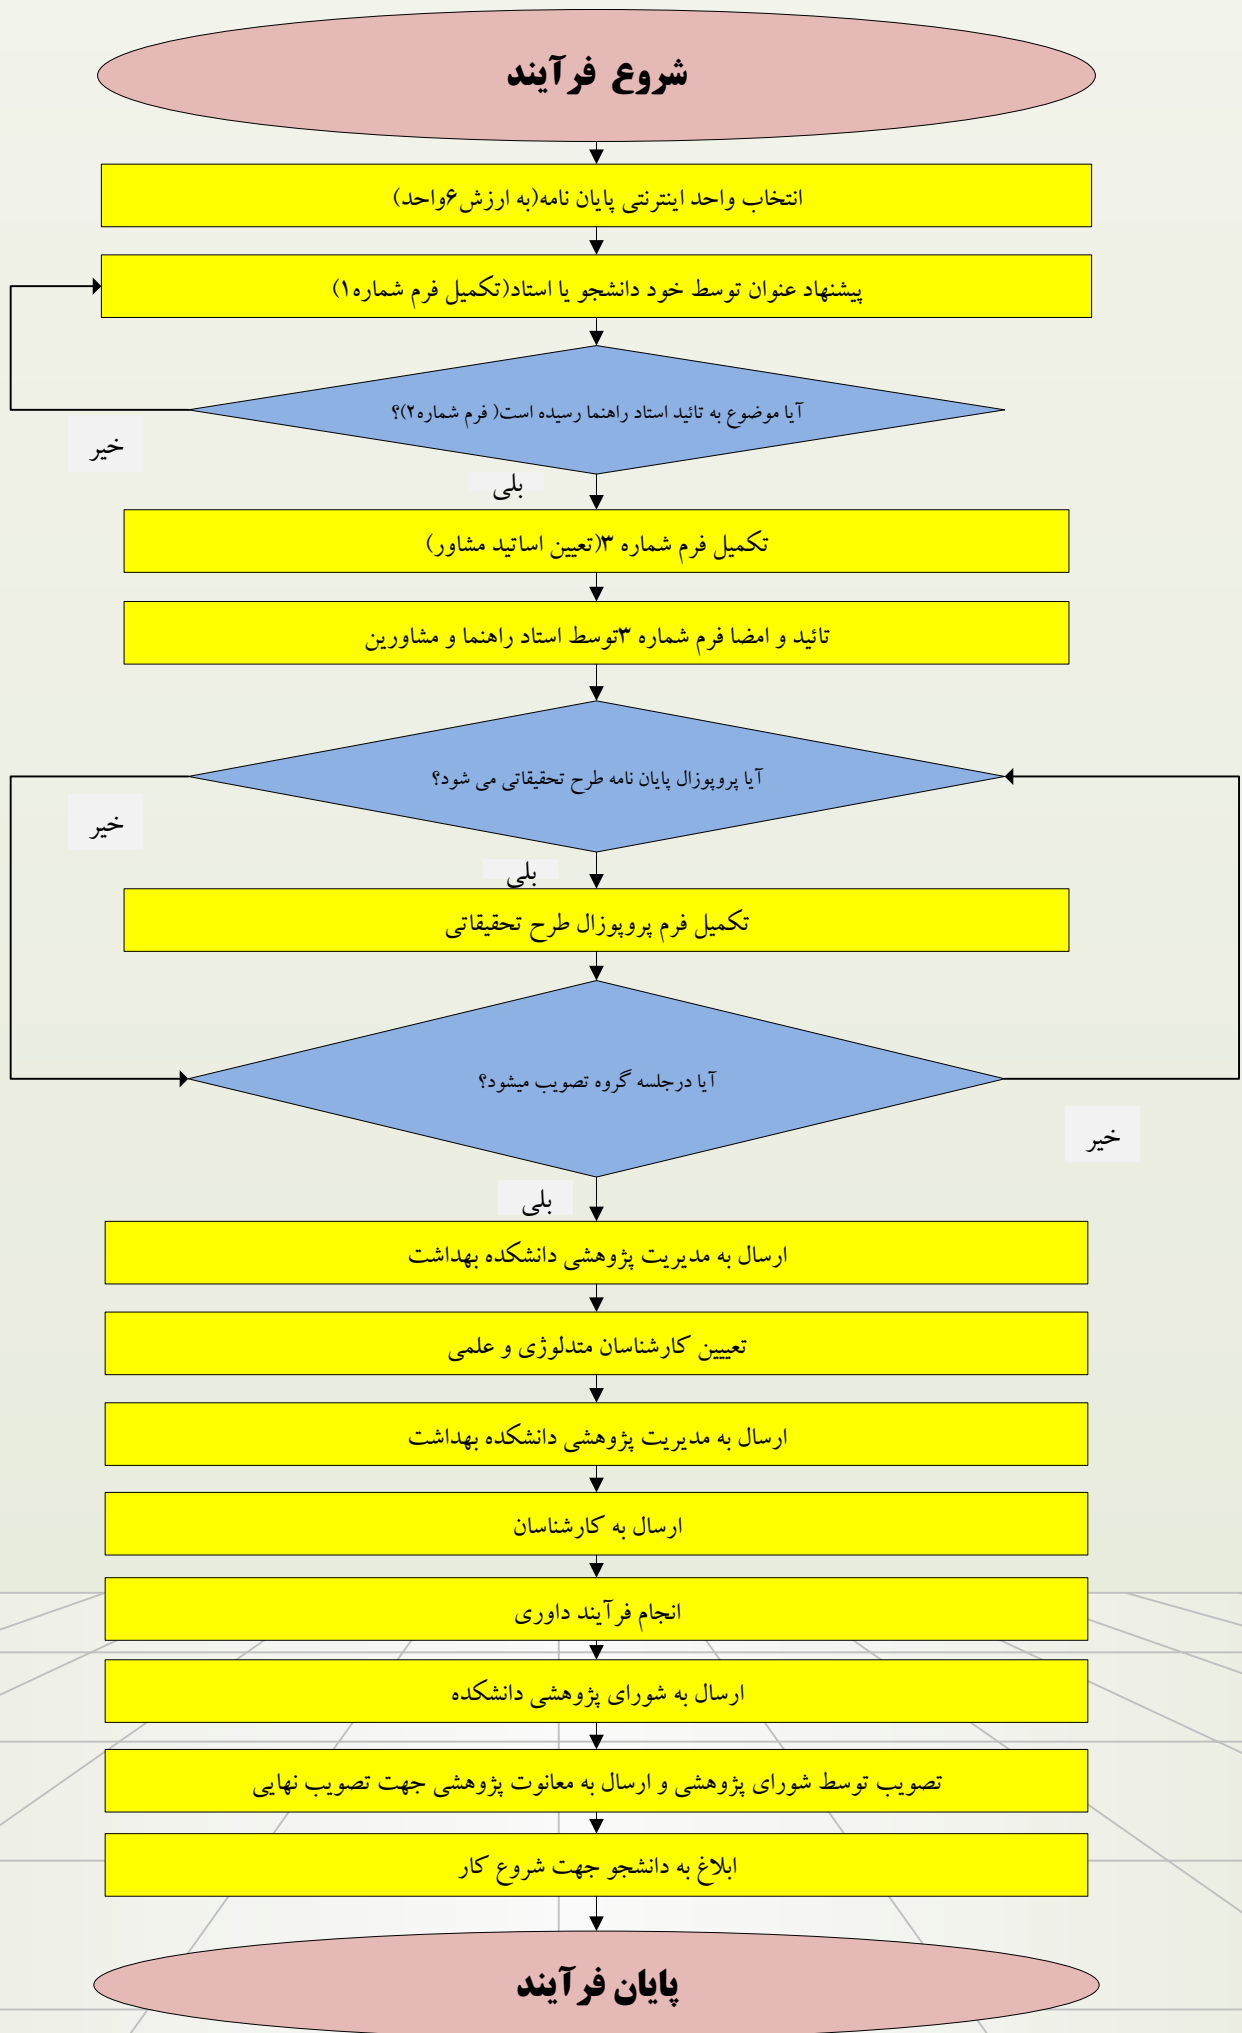 شروع فرآیند
انتخاب واحد اینترنتی پایان نامه(به ارزش۶واحد)
پیشنهاد عنوان توسط خود دانشجو یا استاد(تکمیل فرم شماره۱)
آیا موضوع به تائید استاد راهنما رسیده است( فرم شماره۲)؟
خیر
بلی
تکمیل فرم شماره ۳(تعیین اساتید مشاور)
تائید و امضا فرم شماره ۳توسط استاد راهنما و مشاورین
آیا پروپوزال پایان نامه طرح تحقیقاتی می شود؟
خیر
بلی
تکمیل فرم پروپوزال طرح تحقیقاتی
آیا درجلسه گروه تصویب میشود؟
خیر
بلی
ارسال به مدیریت پژوهشی دانشکده بهداشت
تعییین کارشناسان متدلوژی و علمی
ارسال به مدیریت پژوهشی دانشکده بهداشت
ارسال به کارشناسان
انجام فرآیند داوری
ارسال به شورای پژوهشی دانشکده
تصویب توسط شورای پژوهشی و ارسال به معانوت پژوهشی جهت تصویب نهایی
ابلاغ به دانشجو جهت شروع کار
پایان فرآیند